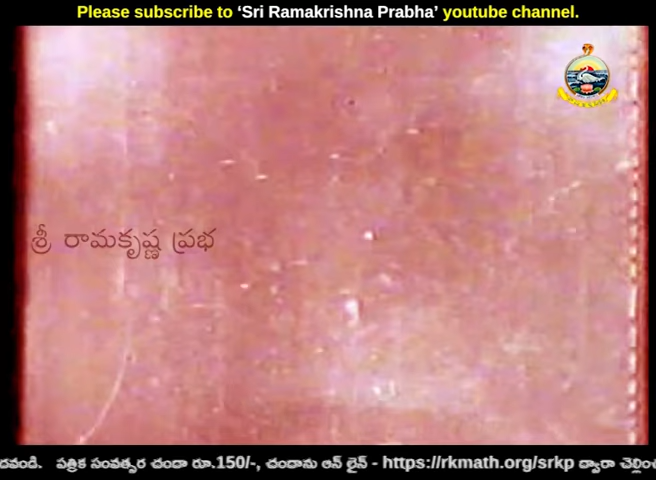 Please subscribe to ‘Sri Ramakrishna Prabha’ youtube channel.
శ్రీ రామకృష్ణ ప్రభ
దవండి. పత్రిక సంవత్సర చందా రూ.150/-, చందాను ఆన్ లైన్ - https://rkmath.org/srkp ద్వారా చెల్లించ